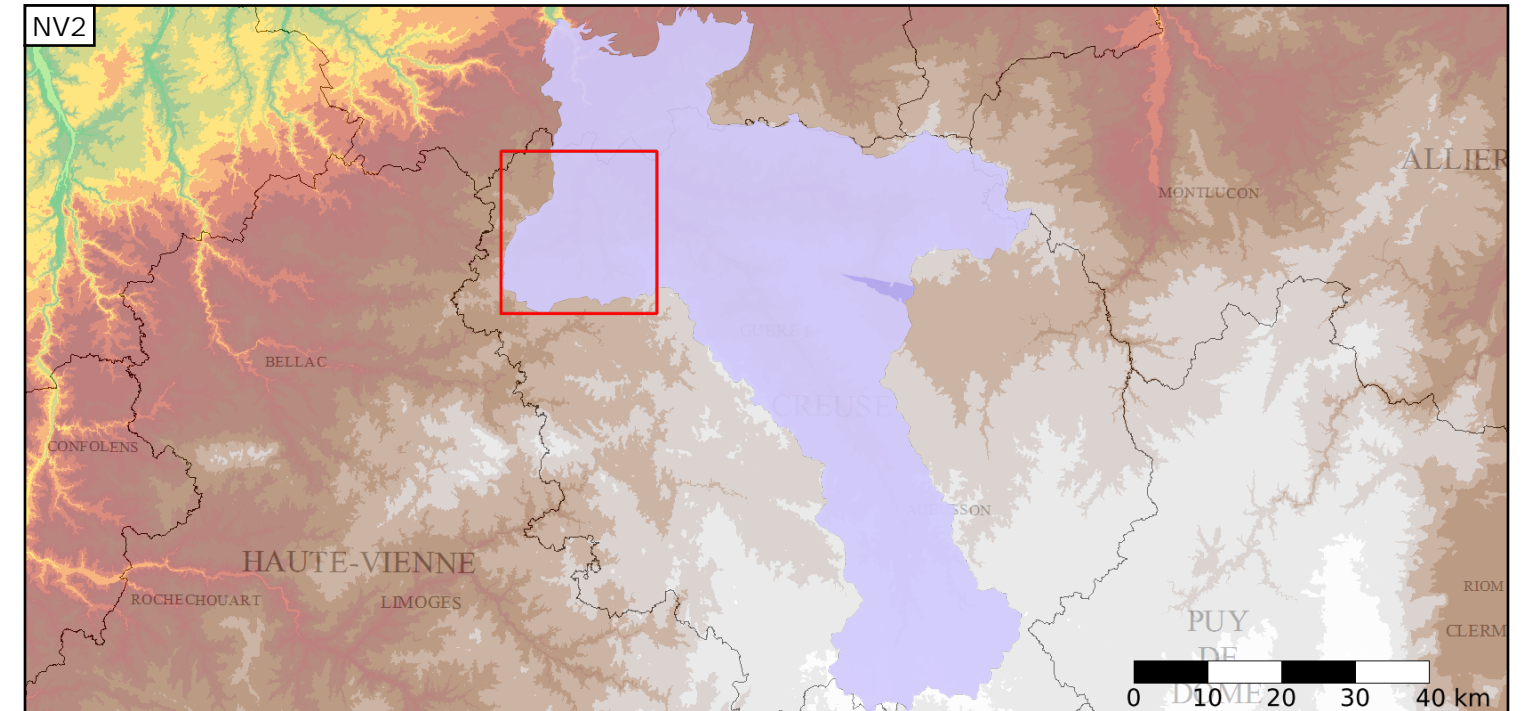 NV2
ALLIER
MONTLUCON
GUERET
BELLAC
CREUSE
CONFOLENS
AUBUSSON
HAUTE-VIENNE
ROCHECHOUART
LIMOGES
RIOM
PUY
DE
DOME
CLERM
0 10 20 30 40 km